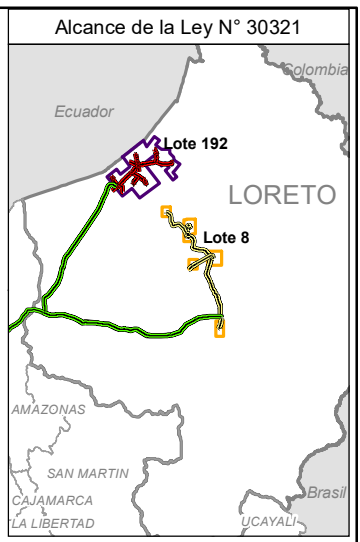 Alcance de la Ley N° 30321
Colombia
Ecuador
Lote 192
LORETO
Lote 8
AMAZONAS
SAN MARTIN
CAJAMARCA
LA LIBERTAD
Brasil
UCAYALI